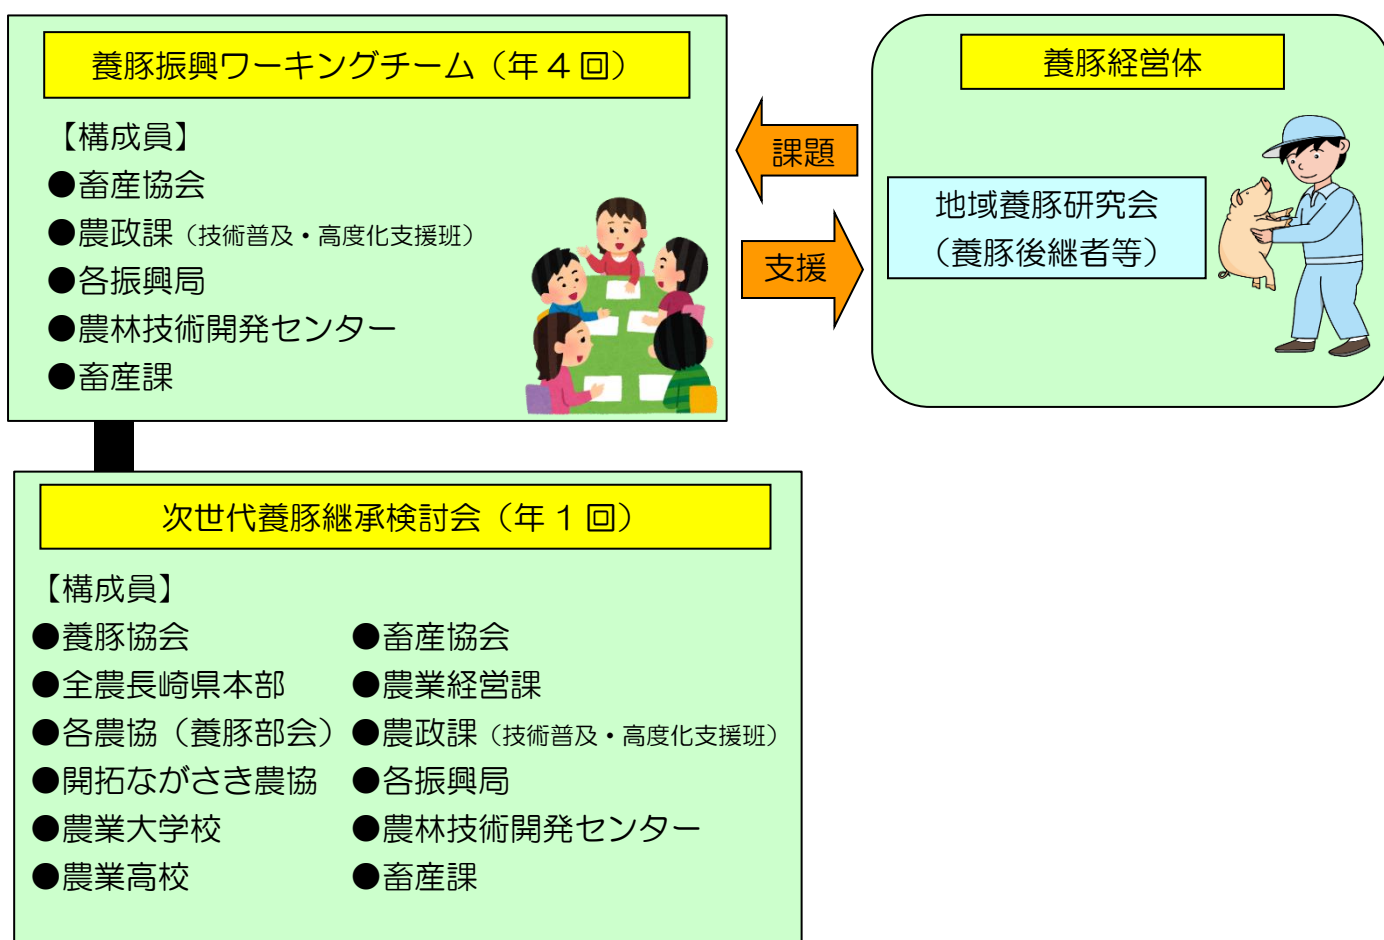 養豚振興ワーキングチーム（年４回）
【構成員】
●畜産協会
●農政課（技術普及・高度化支援班）
●各振興局
●農林技術開発センター
●畜産課
課題
支援
養豚経営体
地域養豚研究会
（養豚後継者等）
次世代養豚継承検討会（年１回）
【構成員】
●養豚協会 ●畜産協会
●全農長崎県本部 ●農業経営課
●各農協（養豚部会） ●農政課（技術普及・高度化支援班）
●開拓ながさき農協 ●各振興局
●農業大学校 ●農林技術開発センター
●農業高校 ●畜産課